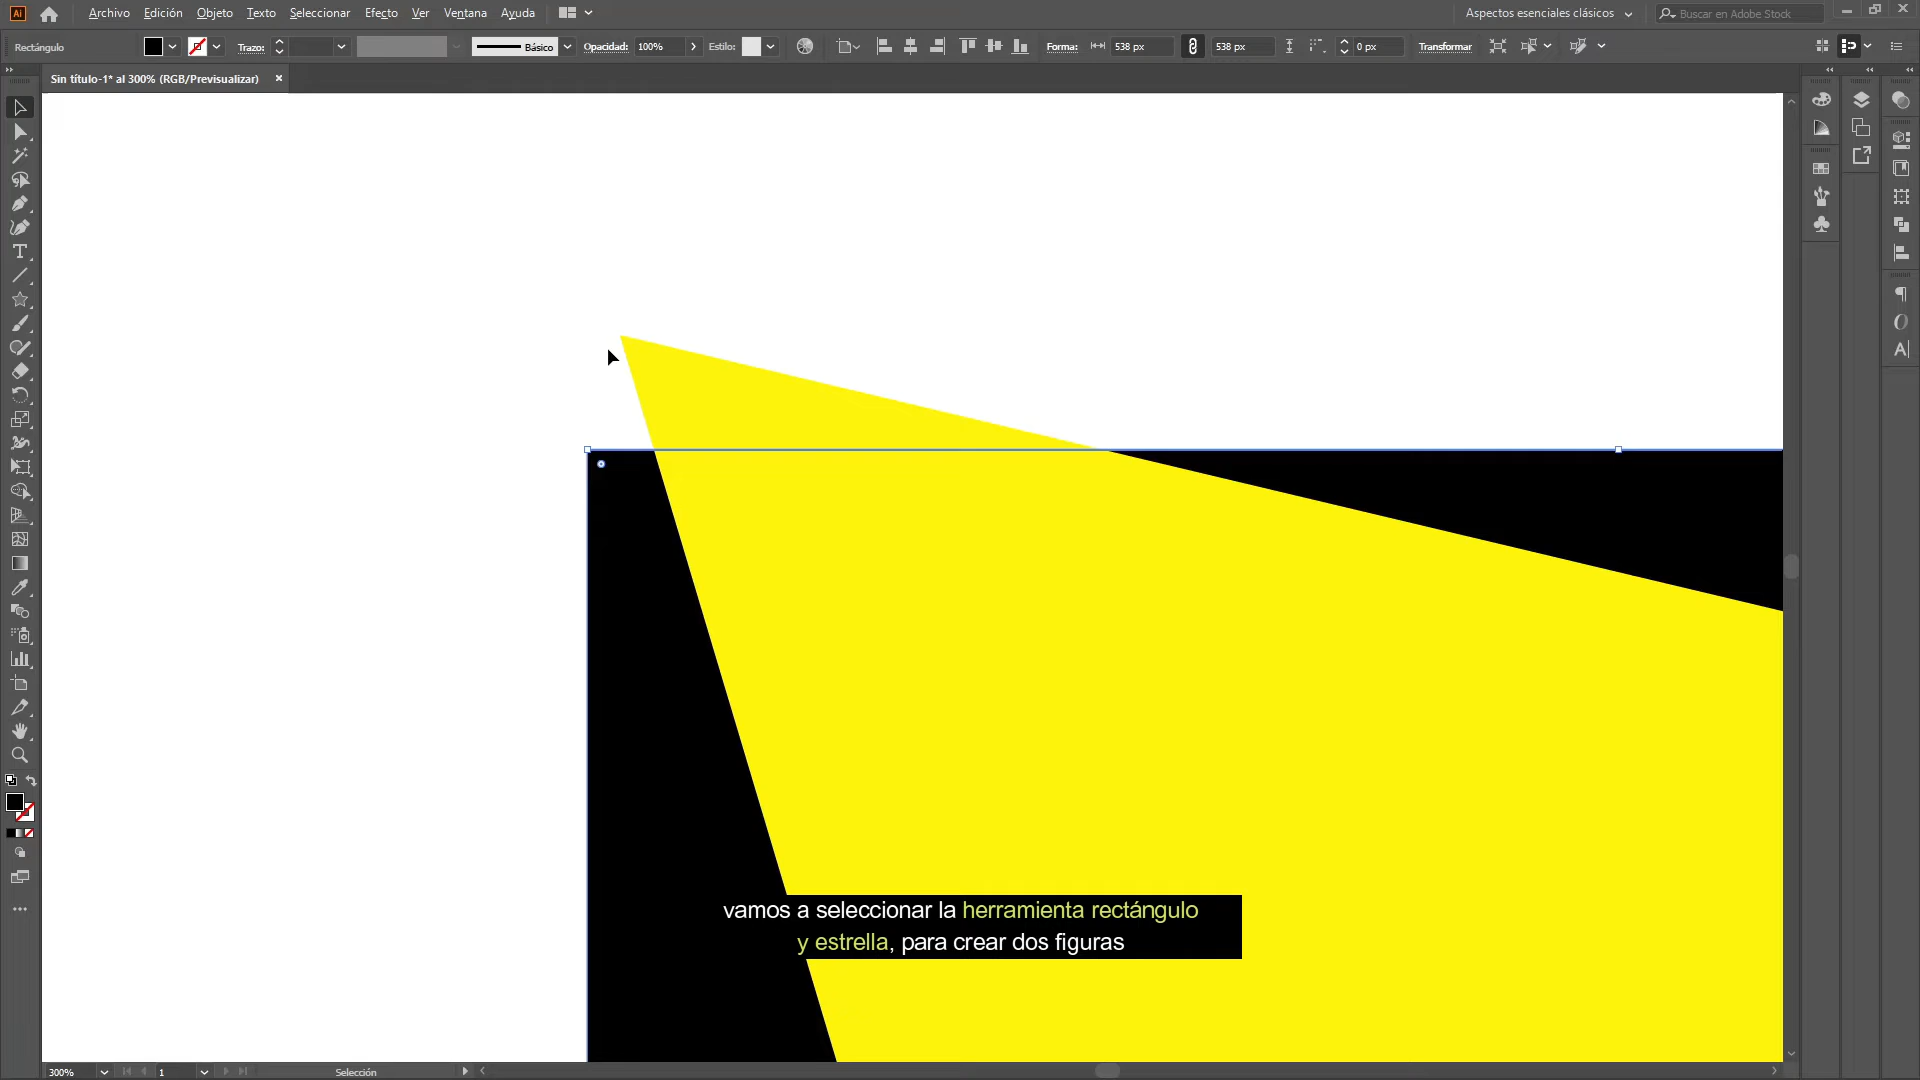 Ai
Archivo Edición Objeto Texto Seleccionar Efecto Ver Ventana Ayuda
Aspectos esenciales clásicos
Buscar en Adobe Stock
Rectángulo
Trazo:
Básico
Opacidad: 100%
Estilo:
Forma: 538 px 538 px 0 px
Transformar
Sin título-1* al 300% (RGB/Previsualizar) ×
vamos a seleccionar la herramienta rectángulo
y estrella, para crear dos figuras
300% 1 Selección